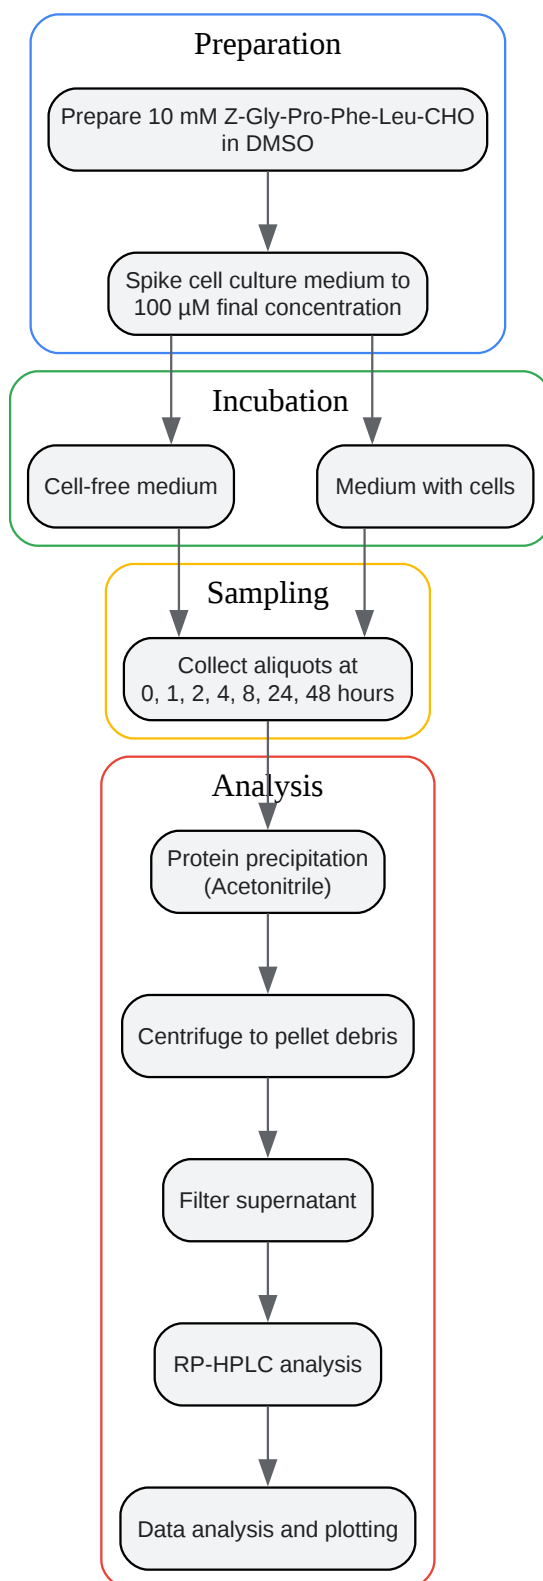 Preparation
Prepare 10 mM Z-Gly-Pro-Phe-Leu-CHO
in DMSO
Spike cell culture medium to
100 µM final concentration
Incubation
Cell-free medium
Medium with cells
Sampling
Collect aliquots at
0, 1, 2, 4, 8, 24, 48 hours
Analysis
Protein precipitation
(Acetonitrile)
Centrifuge to pellet debris
Filter supernatant
RP-HPLC analysis
Data analysis and plotting